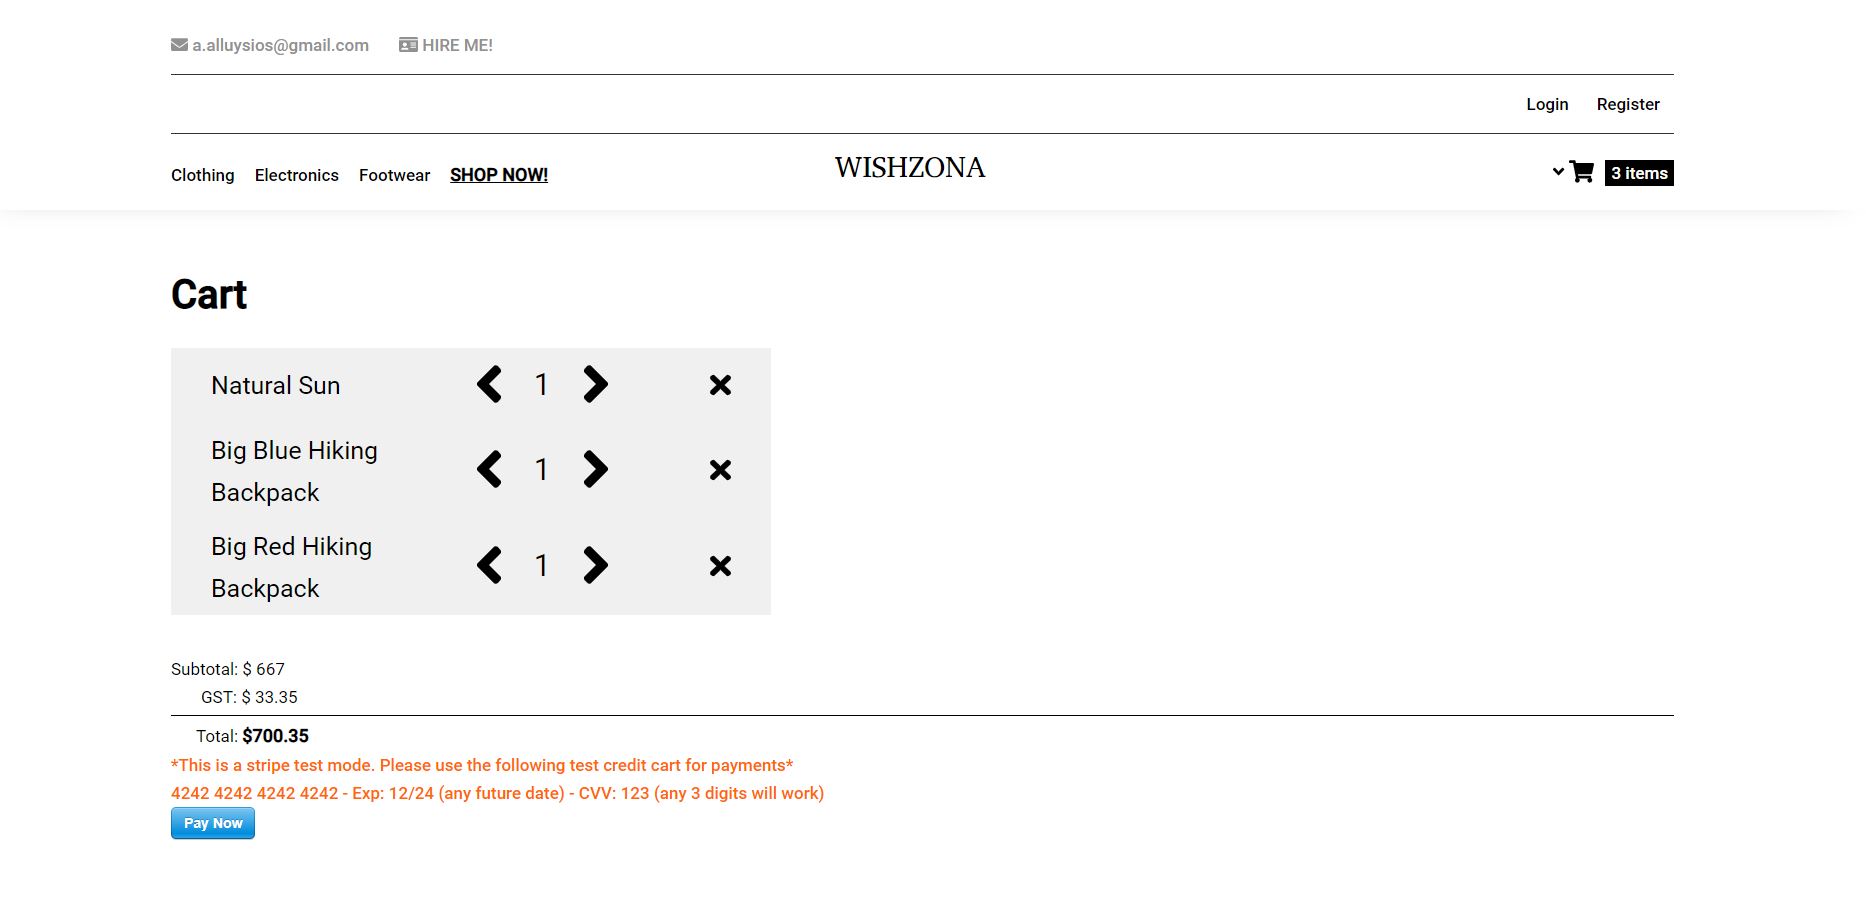 a.alluysios@gmail.com HIRE ME!
Login Register
Clothing Electronics Footwear SHOP NOW! WISHZONA 3 items
Cart
Natural Sun 1
Big Blue Hiking
Backpack 1
Big Red Hiking
Backpack 1
Subtotal: $ 667
GST: $ 33.35
Total: $700.35
*This is a stripe test mode. Please use the following test credit cart for payments*
4242 4242 4242 4242 - Exp: 12/24 (any future date) - CVV: 123 (any 3 digits will work)
Pay Now